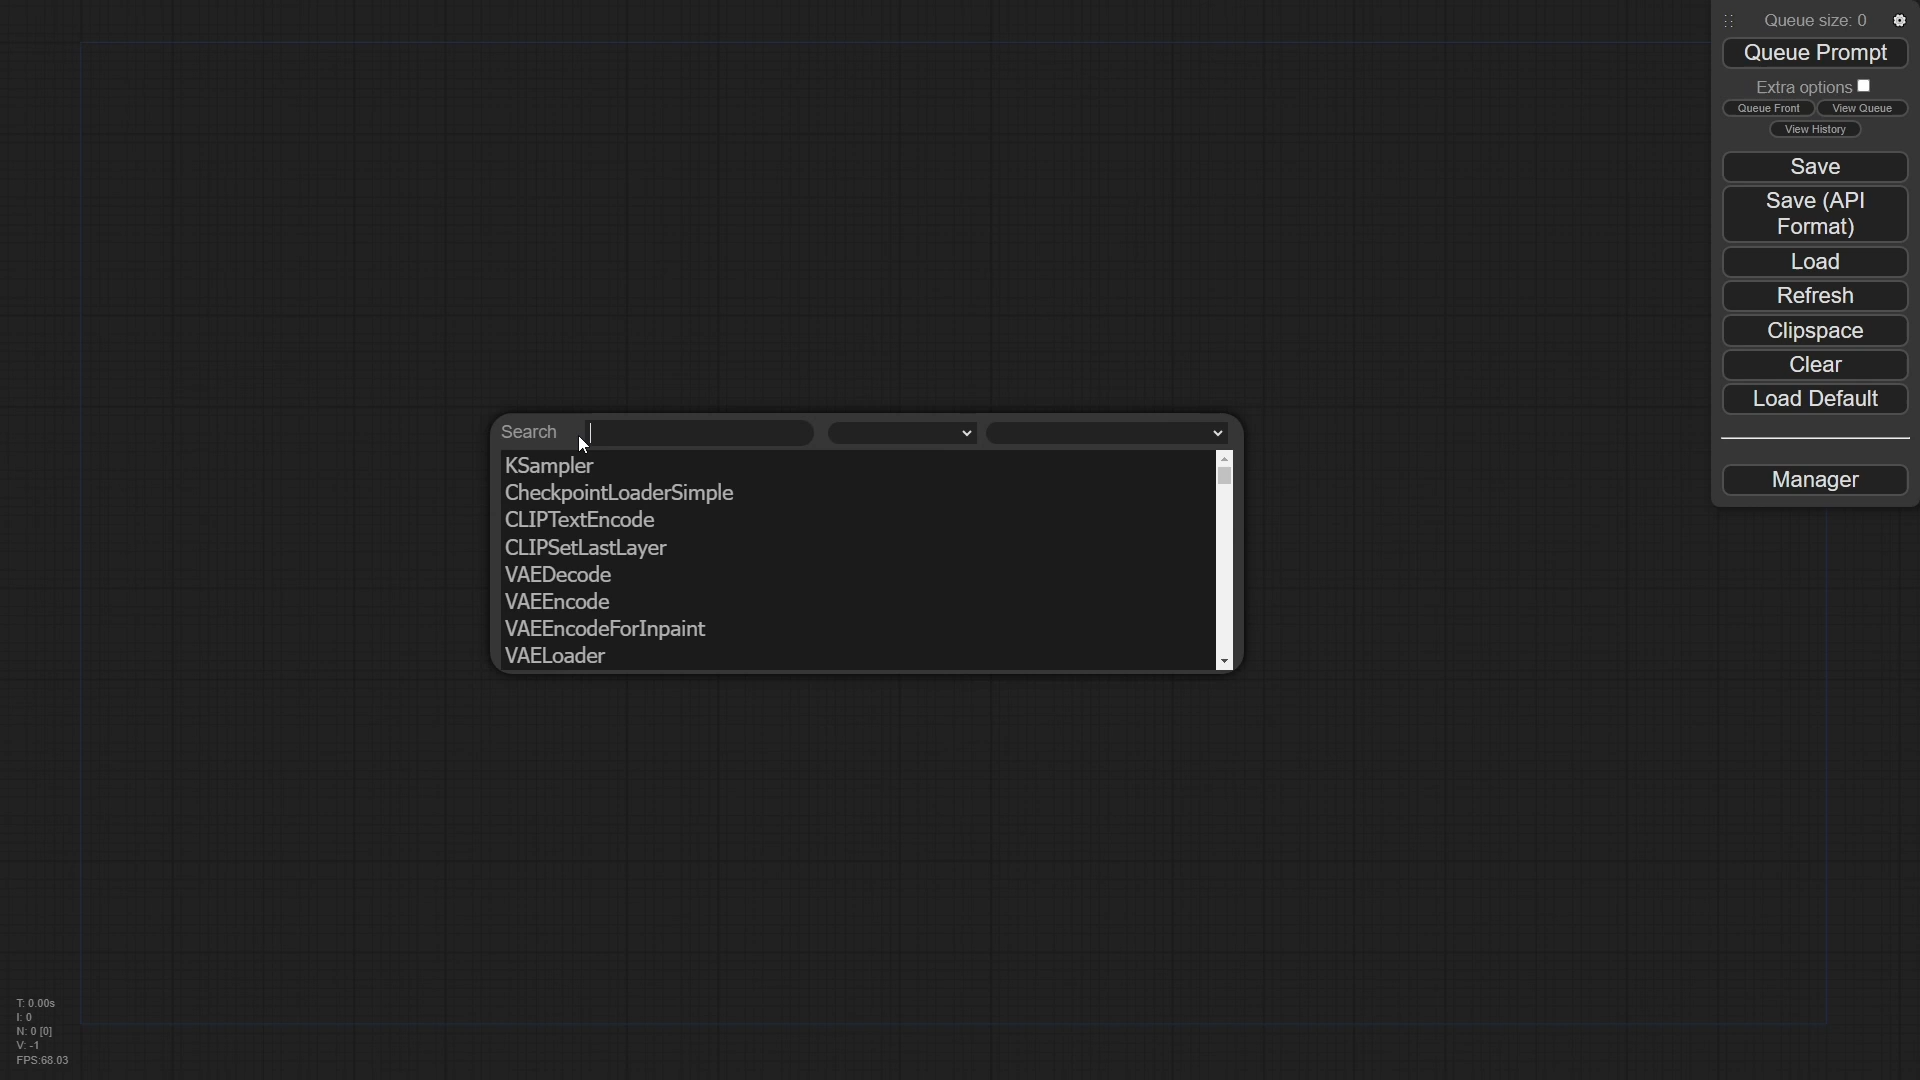 Queue size: 0
Queue Prompt
Extra options
Queue Front
View Queue
View History
Save
Save (API
Format)
Load
Refresh
Clipspace
Clear
Load Default
Manager
Search
KSampler
CheckpointLoaderSimple
CLIPTextEncode
CLIPSetLastLayer
VAEDecode
VAEEncode
VAEEncodeForInpaint
VAELoader
T: 0.00s
I: 0
N: 0 [0]
V: -1
FPS:68.03